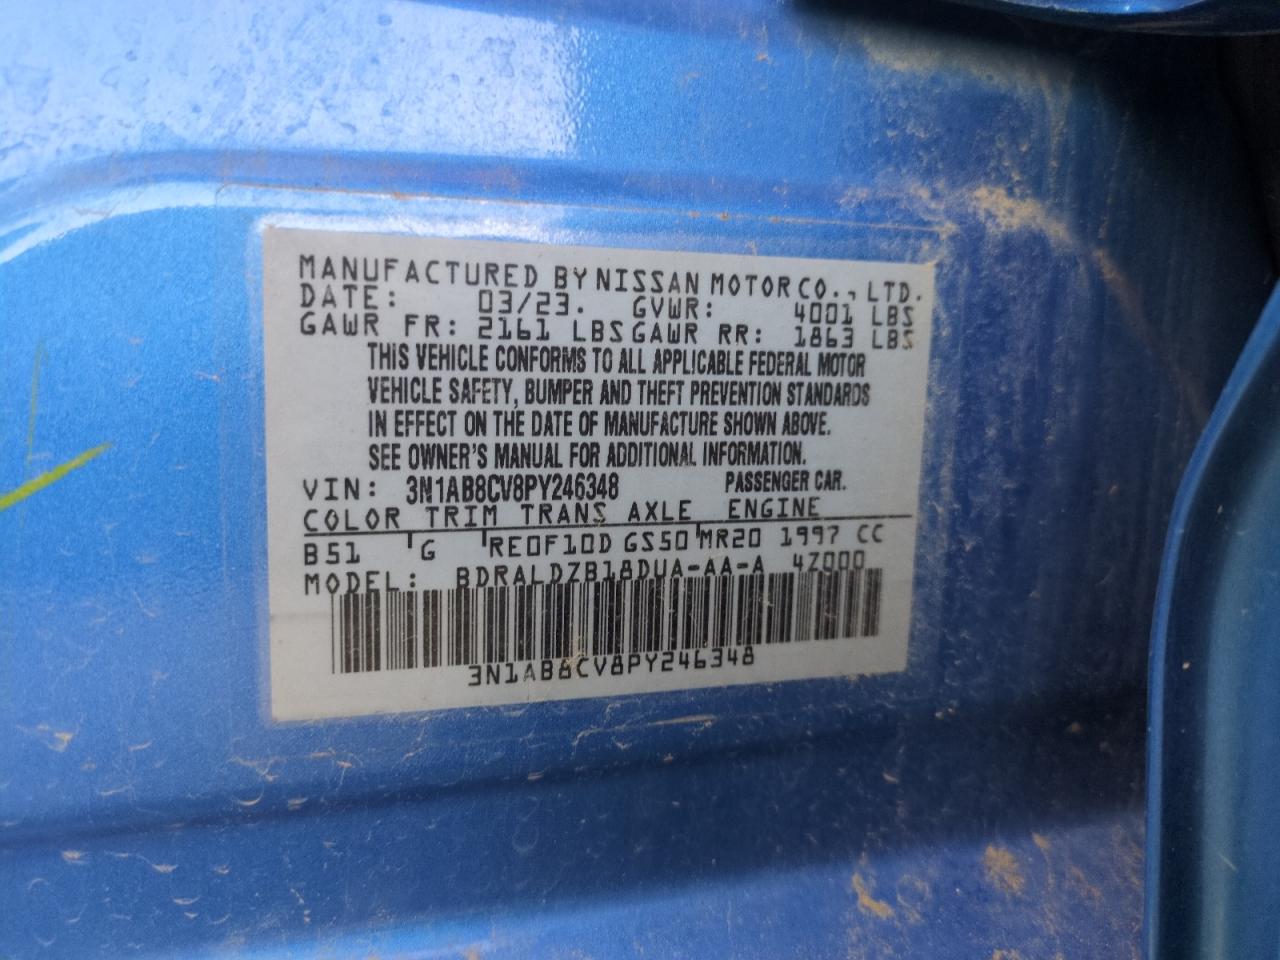 MANUFACTURED BY NISSAN MOTOR CO., LTD.
DATE: 03/23. GVWR: 4001 LBS
GAWR FR: 2161 LBS GAWR RR: 1863 LBS
THIS VEHICLE CONFORMS TO ALL APPLICABLE FEDERAL MOTOR
VEHICLE SAFETY, BUMPER AND THEFT PREVENTION STANDARDS
IN EFFECT ON THE DATE OF MANUFACTURE SHOWN ABOVE.
SEE OWNER'S MANUAL FOR ADDITIONAL INFORMATION.
VIN: 3N1AB8CV8PY246348 PASSENGER CAR.
COLOR TRIM TRANS AXLE ENGINE
B51 G RE0F10D GS50 MR20 1997 CC
MODEL: BDRALDZB18DUA-AA-A 4Z000
3N1AB8CV8PY246348